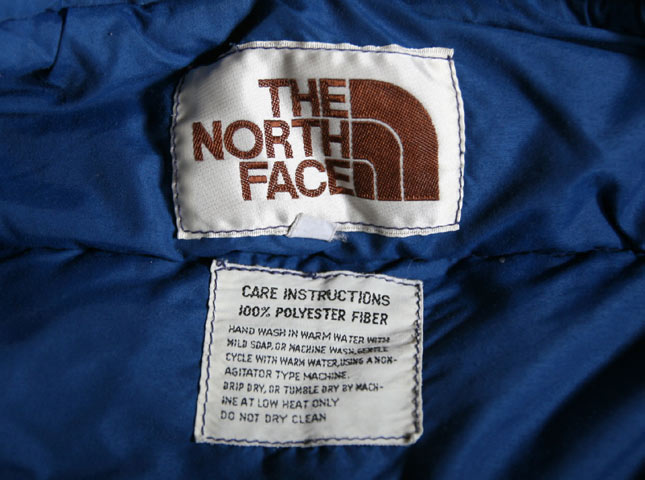 THE
NORTH
FACE
CARE INSTRUCTIONS
100% POLYESTER FIBER
HAND WASH IN WARM WATER WITH
MILD SOAP, OR MACHINE WASH, GENTLE
CYCLE WITH WARM WATER, USING A NON-
AGITATOR TYPE MACHINE.
DRIP DRY, OR TUMBLE DRY BY MACH-
INE AT LOW HEAT ONLY
DO NOT DRY CLEAN